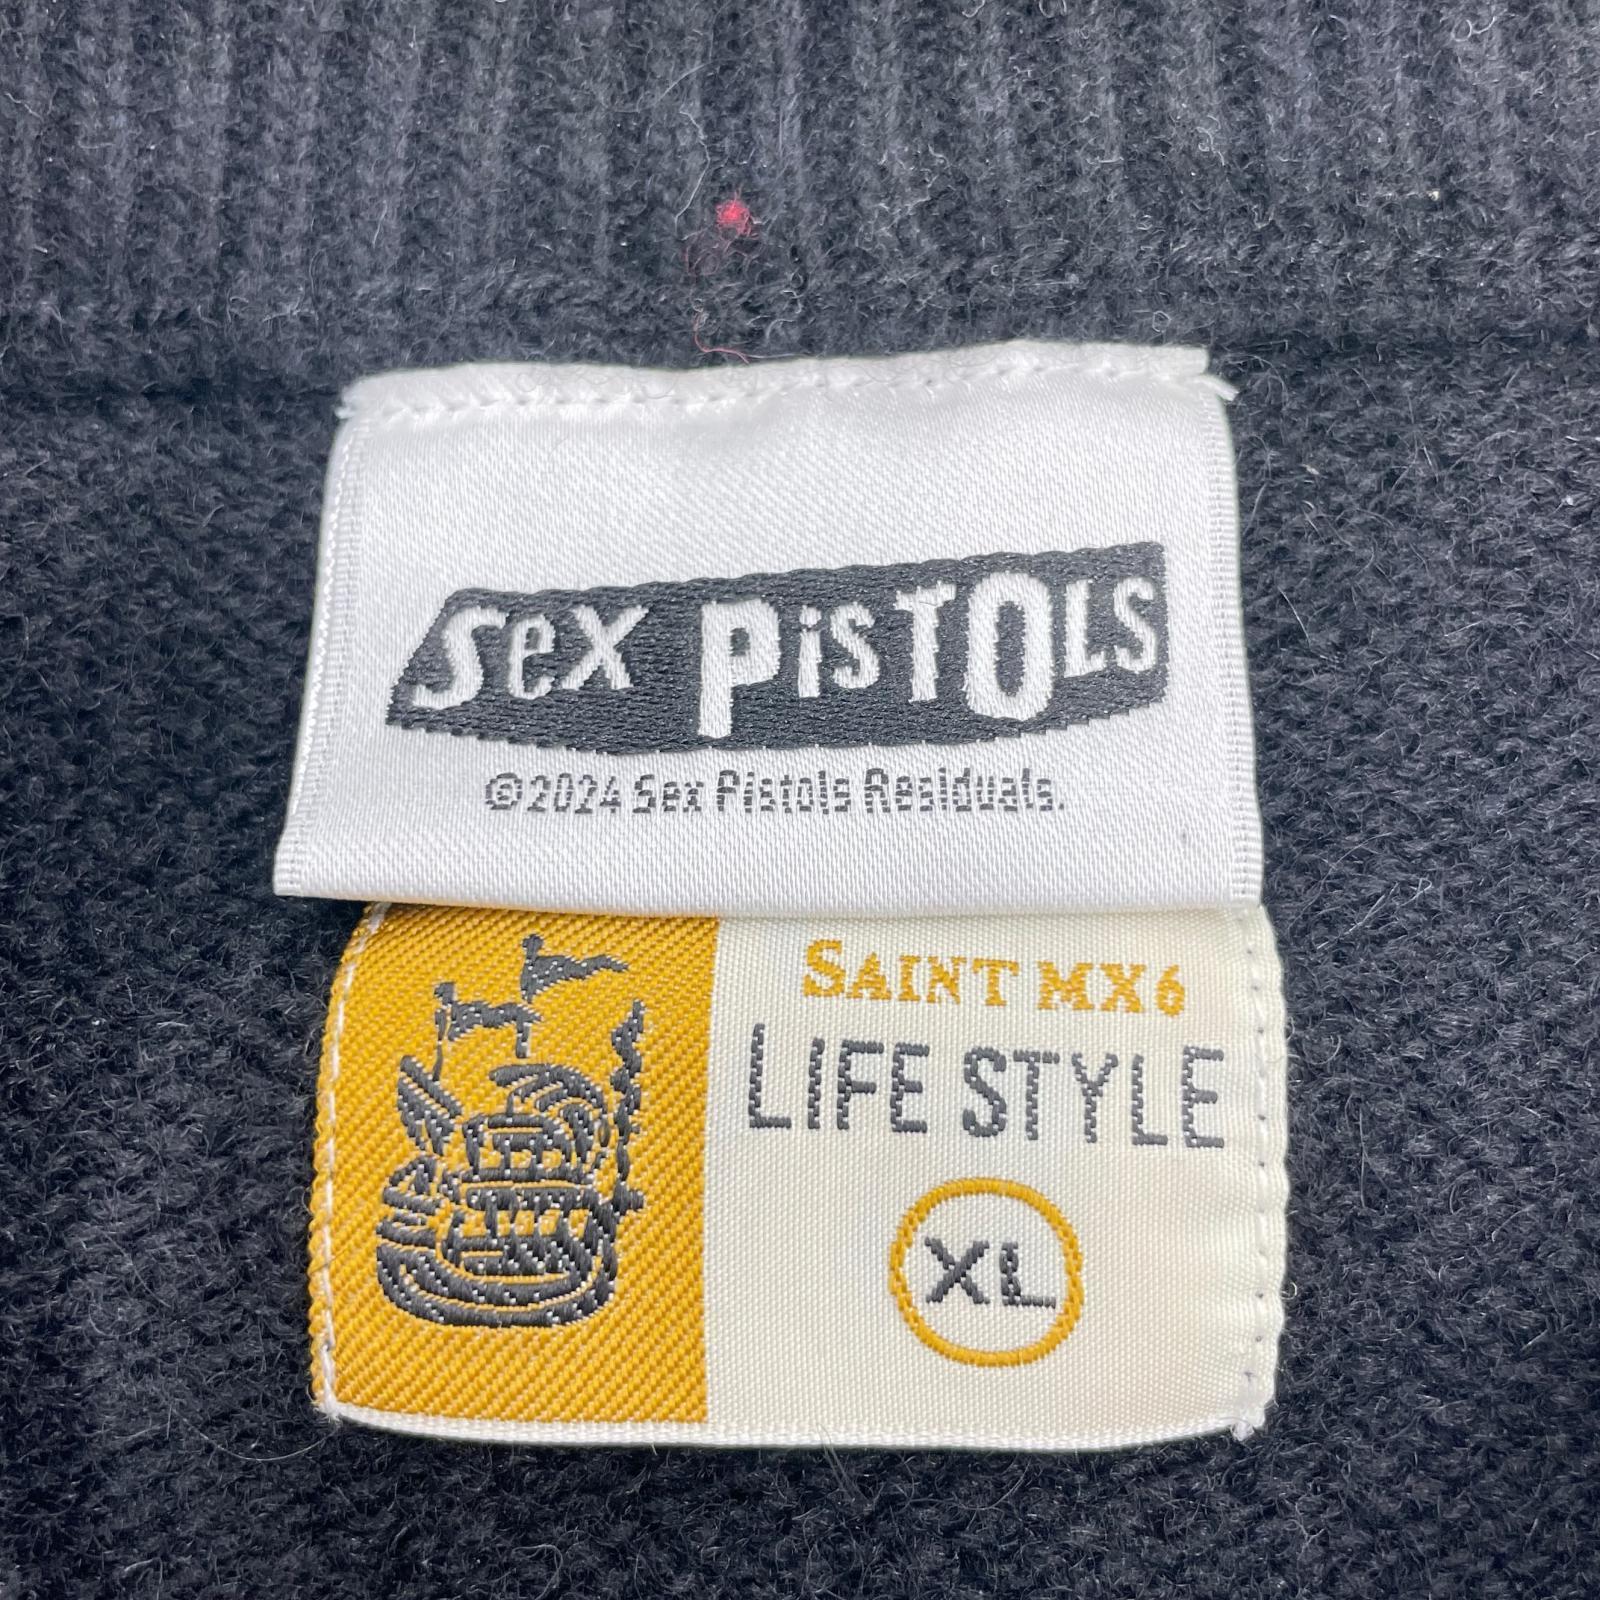 SeX PisTOLS
©2024 Sex Pistols Residuals.
SAINT MX6
LIFE STYLE
XL